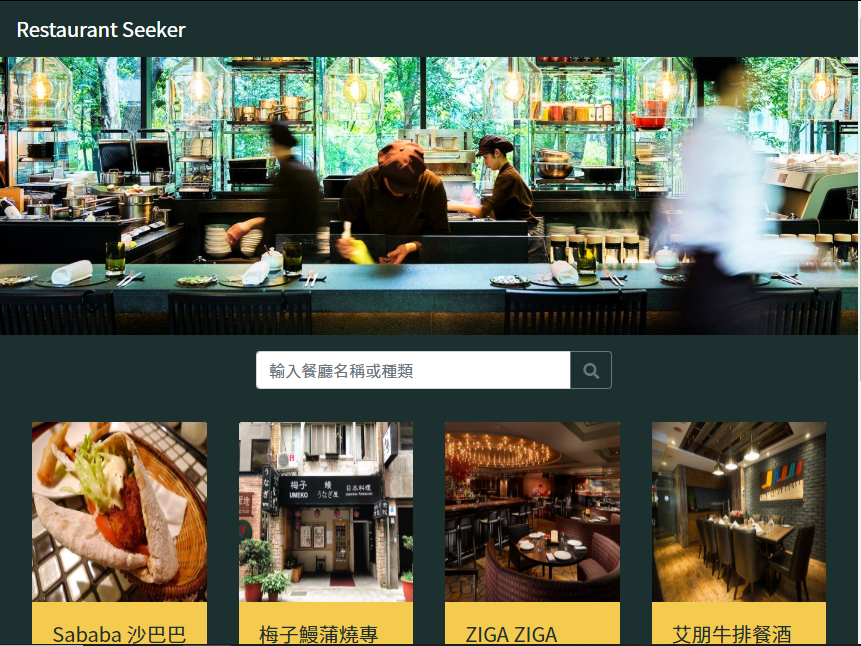 Restaurant Seeker
輸入餐廳名稱或種類
梅子 鰻
UMEKO うなぎ屋 日本料理
Sababa 沙巴巴
梅子鰻蒲燒專
ZIGA ZIGA
艾朋牛排餐酒